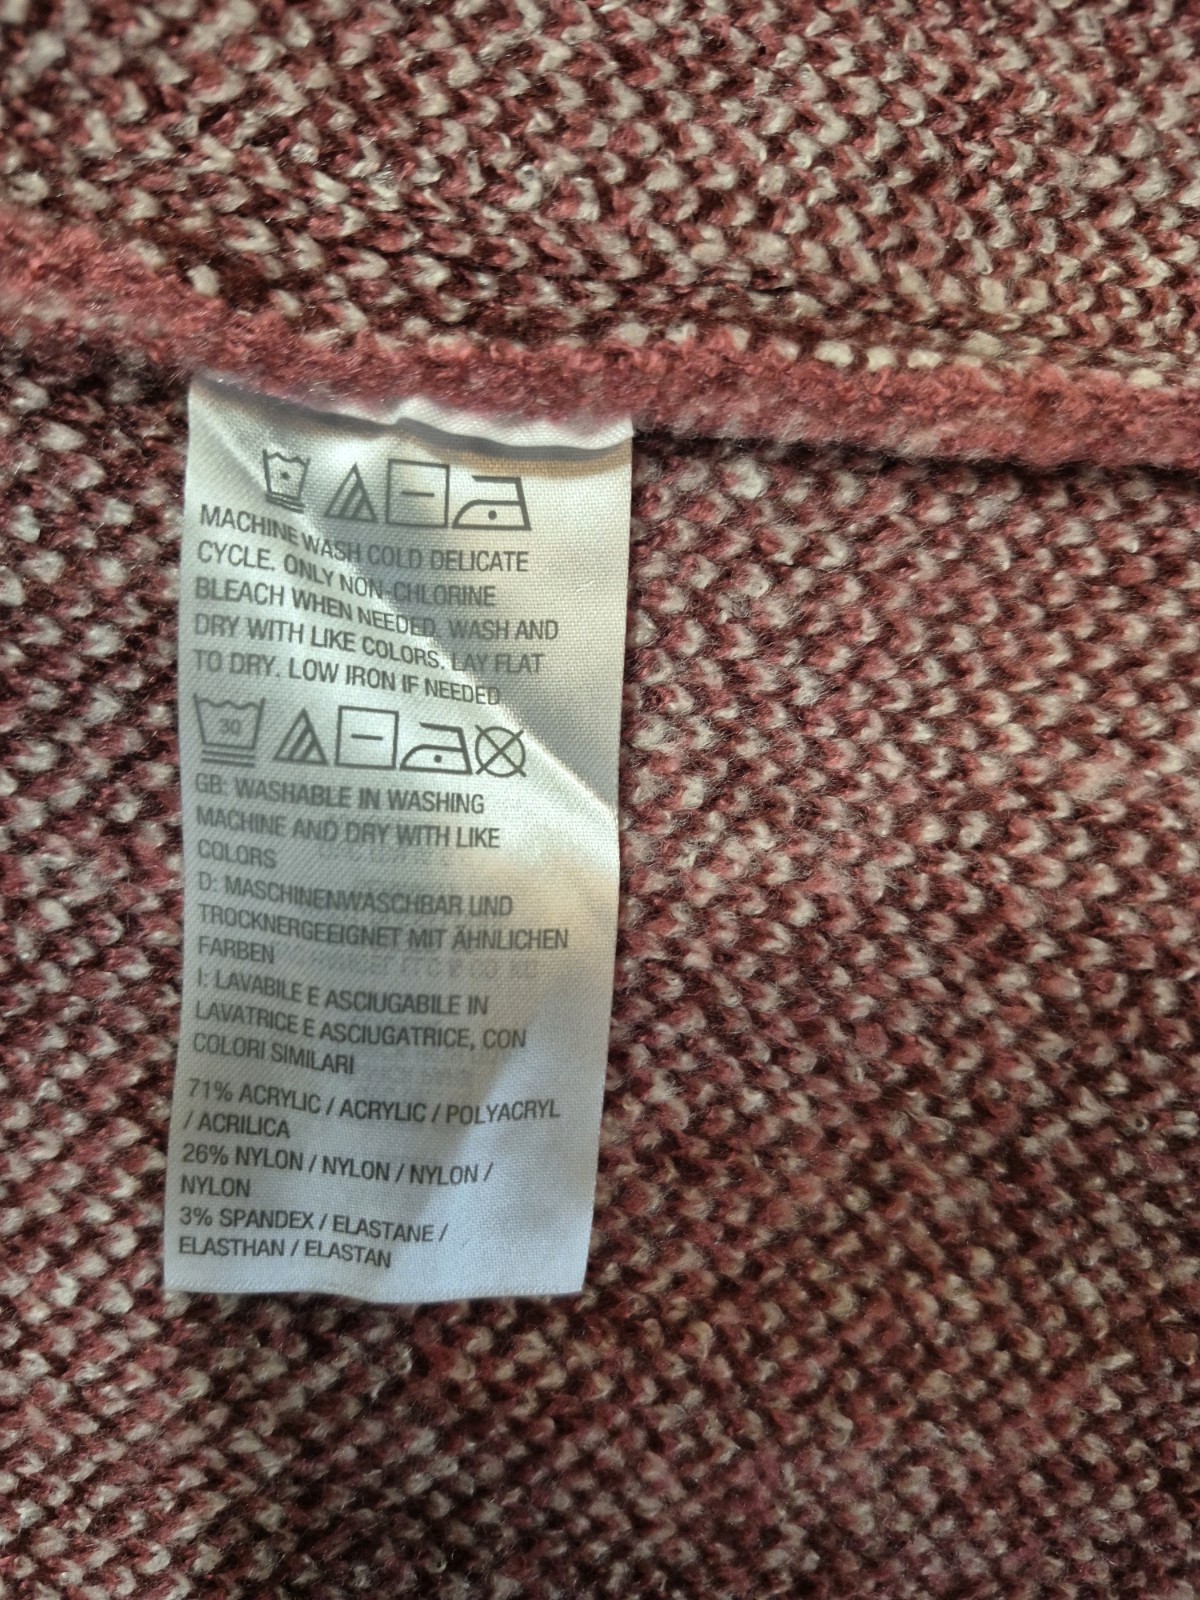 MACHINE WASH COLD DELICATE
CYCLE. ONLY NON-CHLORINE
BLEACH WHEN NEEDED. WASH AND
DRY WITH LIKE COLORS. LAY FLAT
TO DRY. LOW IRON IF NEEDED
30
GB: WASHABLE IN WASHING
MACHINE AND DRY WITH LIKE
COLORS
D: MASCHINENWASCHBAR UND
TROCKNERGEEIGNET MIT ÄHNLICHEN
FARBEN
I: LAVABILE E ASCIUGABILE IN
LAVATRICE E ASCIUGATRICE, CON
COLORI SIMILARI
71% ACRYLIC / ACRYLIC / POLYACRYL
/ ACRILICA
26% NYLON / NYLON / NYLON /
NYLON
3% SPANDEX / ELASTANE /
ELASTHAN / ELASTAN